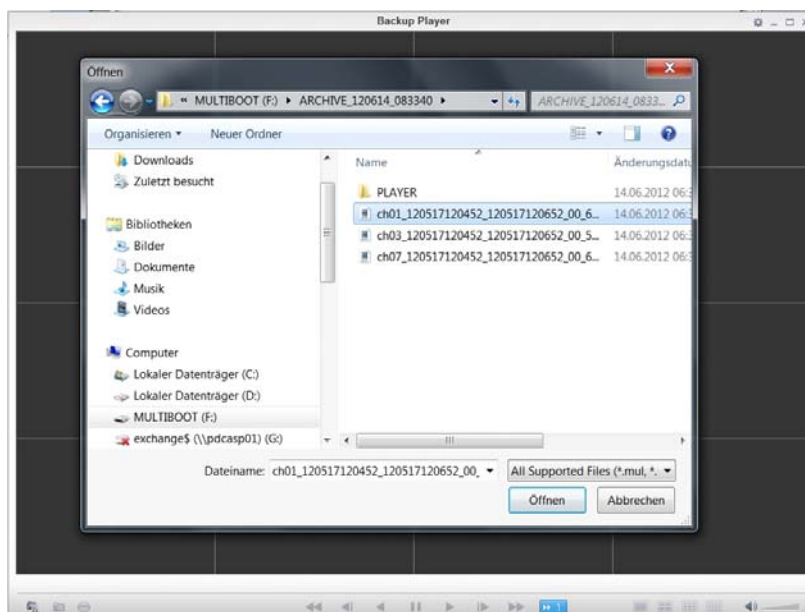 Backup Player
Öffnen
« MULTIBOOT (F:) ▸ ARCHIVE_120614_083340 ▸
ARCHIVE_120614_0833...
Organisieren
Neuer Ordner
Downloads
Zuletzt besucht
Bibliotheken
Bilder
Dokumente
Musik
Videos
Computer
Lokaler Datenträger (C:)
Lokaler Datenträger (D:)
MULTIBOOT (F:)
exchange$ (\\pdcasp01) (G:)
Name
Änderungsdatu
PLAYER
14.06.2012 06:3
ch01_120517120452_120517120652_00_6...
14.06.2012 06:3
ch03_120517120452_120517120652_00_5...
14.06.2012 06:3
ch07_120517120452_120517120652_00_6...
14.06.2012 06:3
Dateiname:
ch01_120517120452_120517120652_00_
All Supported Files (*.mul, *.
Öffnen
Abbrechen